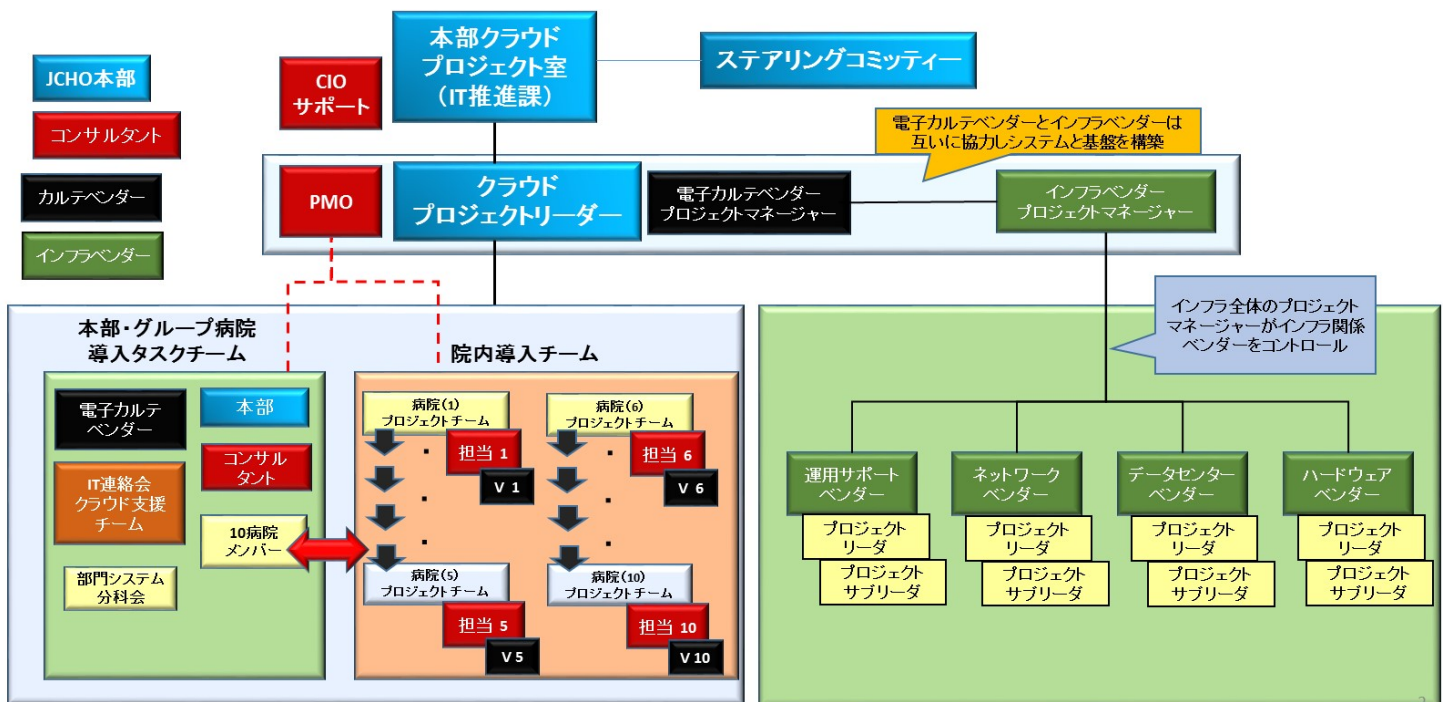 JCHO本部
コンサルタント
カルテベンダー
インフラベンダー
CIO
サポート
本部クラウド
プロジェクト室
(IT推進課)
ステアリングコミッティー
電子カルテベンダーとインフラベンダーは
互いに協力しシステムと基盤を構築
PMO
クラウド
プロジェクトリーダー
電子カルテベンダー
プロジェクトマネージャー
インフラベンダー
プロジェクトマネージャー
インフラ全体のプロジェクト
マネージャーがインフラ関係
ベンダーをコントロール
本部・グループ病院
導入タスクチーム
電子カルテ
ベンダー
本部
コンサル
タント
IT連絡会
クラウド支援
チーム
10病院
メンバー
部門システム
分科会
院内導入チーム
病院(1)
プロジェクトチーム
担当 1
V 1
病院(5)
プロジェクトチーム
担当 5
V 5
病院(6)
プロジェクトチーム
担当 6
V 6
病院(10)
プロジェクトチーム
担当 10
V 10
運用サポート
ベンダー
プロジェクト
リーダ
プロジェクト
サブリーダ
ネットワーク
ベンダー
プロジェクト
リーダ
プロジェクト
サブリーダ
データセンター
ベンダー
プロジェクト
リーダ
プロジェクト
サブリーダ
ハードウェア
ベンダー
プロジェクト
リーダ
プロジェクト
サブリーダ